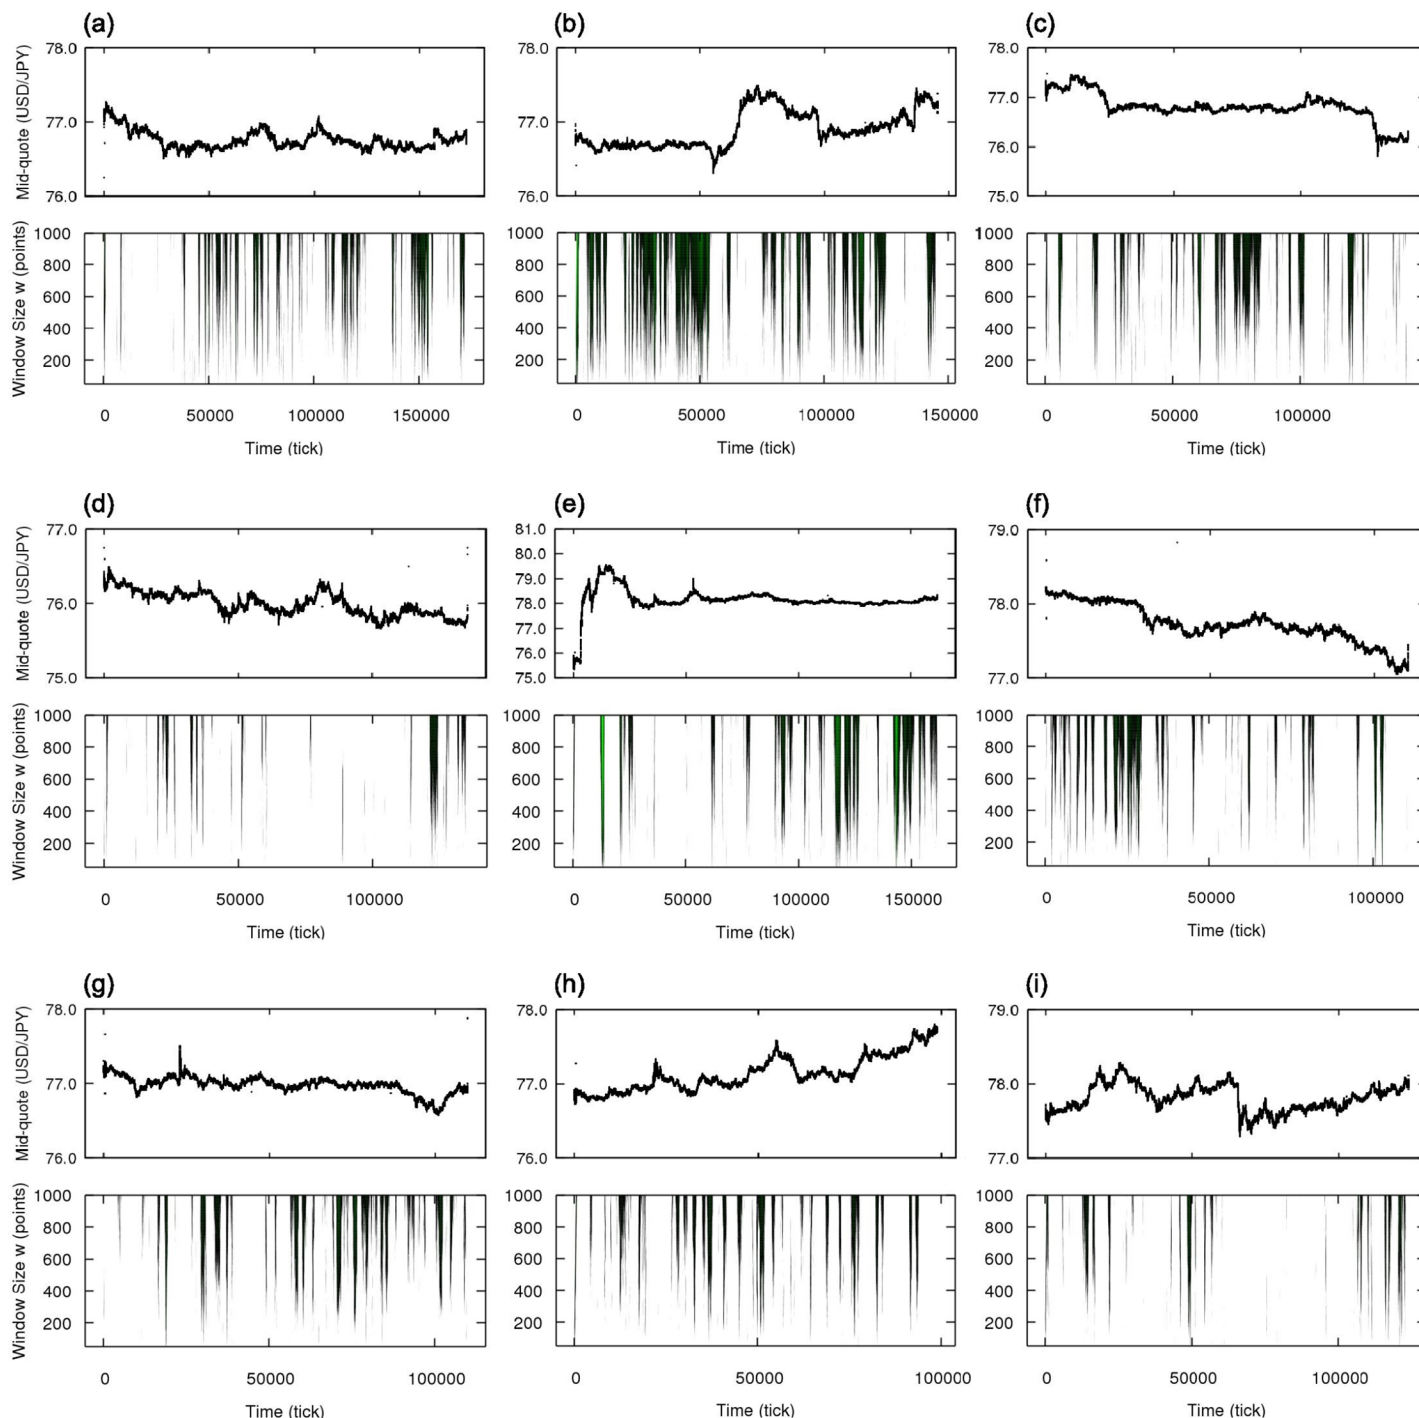 (a) (b) (c)
Mid-quote (USD/JPY)
78.0 77.0 76.0
78.0 77.0 76.0
78.0 77.0 76.0 75.0
Window Size w (points)
1000 800 600 400 200
1000 800 600 400 200
1000 800 600 400 200
0 50000 100000 150000
0 50000 100000 150000
0 50000 100000
Time (tick) Time (tick) Time (tick)
(d) (e) (f)
Mid-quote (USD/JPY)
77.0 76.0 75.0
81.0 80.0 79.0 78.0 77.0 76.0 75.0
79.0 78.0 77.0
Window Size w (points)
1000 800 600 400 200
1000 800 600 400 200
1000 800 600 400 200
0 50000 100000
0 50000 100000 150000
0 50000 100000
Time (tick) Time (tick) Time (tick)
(g) (h) (i)
Mid-quote (USD/JPY)
78.0 77.0 76.0
78.0 77.0 76.0
79.0 78.0 77.0
Window Size w (points)
1000 800 600 400 200
1000 800 600 400 200
1000 800 600 400 200
0 50000 100000
0 50000 100000
0 50000 100000
Time (tick) Time (tick) Time (tick)